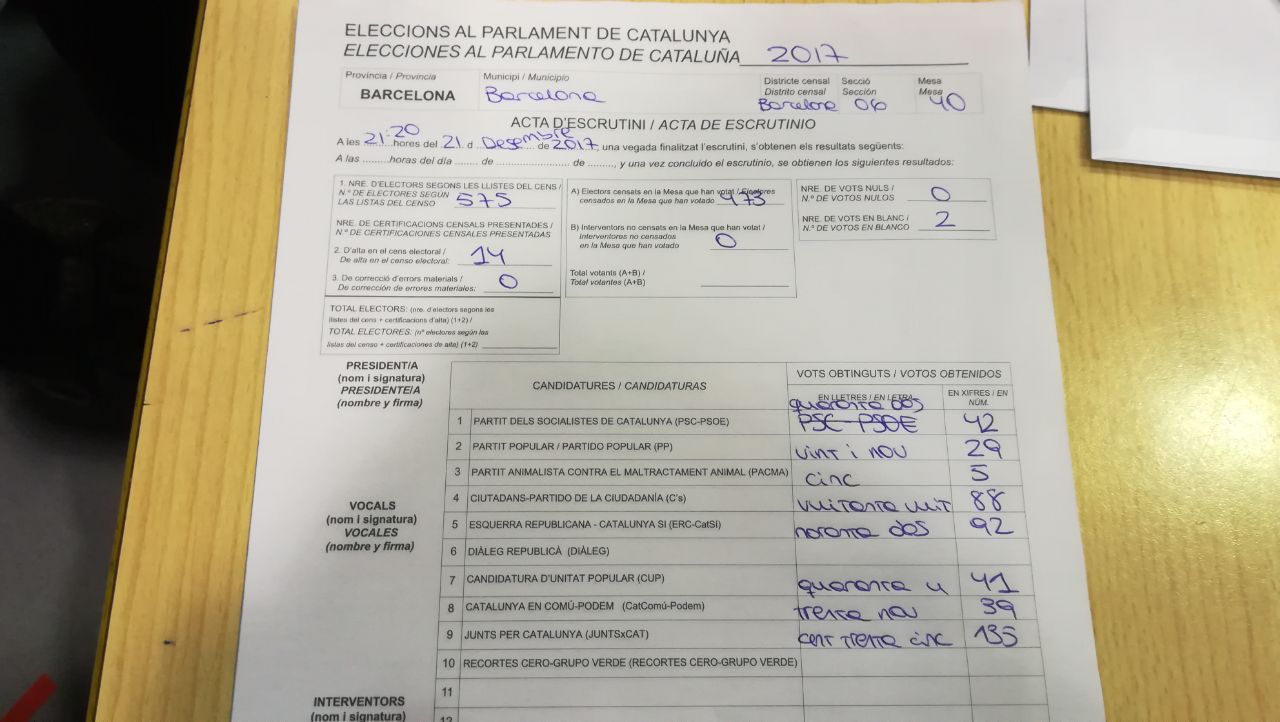 ELECCIONS AL PARLAMENT DE CATALUNYA
ELECCIONES AL PARLAMENTO DE CATALUÑA 2017
Província / Provincia
BARCELONA
Municipi / Municipio
Barcelona
Districte censal
Distrito censal
Barcelona
Secció
Sección
06
Mesa
Mesa
40
ACTA D'ESCRUTINI / ACTA DE ESCRUTINIO
A les 21:20 hores del 21 d Desembre de 2017, una vegada finalitzat l'escrutini, s'obtenen els resultats següents:
A las .........horas del día ....... de ...................... de ........, y una vez concluido el escrutinio, se obtienen los siguientes resultados:
1. NRE. D'ELECTORS SEGONS LES LLISTES DEL CENS /
N.º DE ELECTORES SEGÚN
LAS LISTAS DEL CENSO 575
NRE. DE CERTIFICACIONS CENSALS PRESENTADES /
N.º DE CERTIFICACIONES CENSALES PRESENTADAS
2. D'alta en el cens electoral /
De alta en el censo electoral: 14
3. De correcció d'errors materials /
De corrección de errores materiales: 0
TOTAL ELECTORS: (nre. d'electors segons les
llistes del cens + certificacions d'alta) (1+2) /
TOTAL ELECTORES: (nº electores según las
listas del censo + certificaciones de alta) (1+2)
A) Electors censats en la Mesa que han votat / Electores
censados en la Mesa que han votado 473
B) Interventors no censats en la Mesa que han votat /
Interventores no censados
en la Mesa que han votado 0
Total votants (A+B) /
Total votantes (A+B)
NRE. DE VOTS NULS /
N.º DE VOTOS NULOS 0
NRE. DE VOTS EN BLANC /
N.º DE VOTOS EN BLANCO 2
PRESIDENT/A
(nom i signatura)
PRESIDENTE/A
(nombre y firma)
VOCALS
(nom i signatura)
VOCALES
(nombre y firma)
INTERVENTORS
(nom i signatura)
CANDIDATURES / CANDIDATURAS
VOTS OBTINGUTS / VOTOS OBTENIDOS
EN LLETRES / EN LETRA
EN XIFRES / EN
NÚM.
quaranta dos
1 PARTIT DELS SOCIALISTES DE CATALUNYA (PSC-PSOE) PSC-PSOE 42
2 PARTIT POPULAR / PARTIDO POPULAR (PP) vint i nou 29
3 PARTIT ANIMALISTA CONTRA EL MALTRACTAMENT ANIMAL (PACMA) cinc 5
4 CIUTADANS-PARTIDO DE LA CIUDADANÍA (C's) vuitanta vuit 88
5 ESQUERRA REPUBLICANA - CATALUNYA SI (ERC-CatSí) noranta dos 92
6 DIÀLEG REPUBLICÀ (DIÀLEG)
7 CANDIDATURA D'UNITAT POPULAR (CUP) quaranta u 41
8 CATALUNYA EN COMÚ-PODEM (CatComú-Podem) trenta nou 39
9 JUNTS PER CATALUNYA (JUNTSxCAT) cent trenta cinc 135
10 RECORTES CERO-GRUPO VERDE (RECORTES CERO-GRUPO VERDE)
11
12